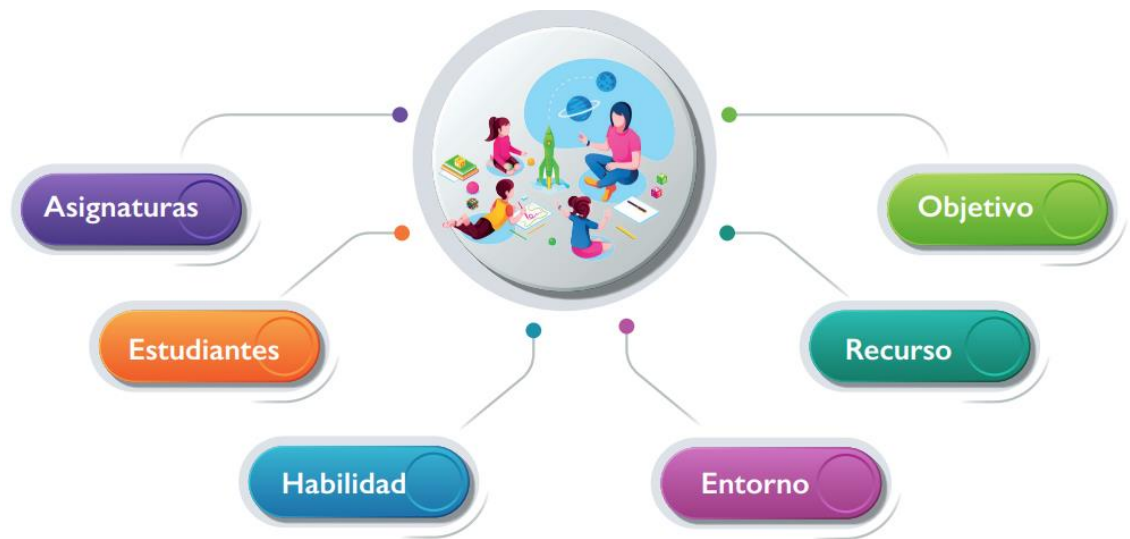 Asignaturas
Objetivo
Estudiantes
Recurso
Habilidad
Entorno